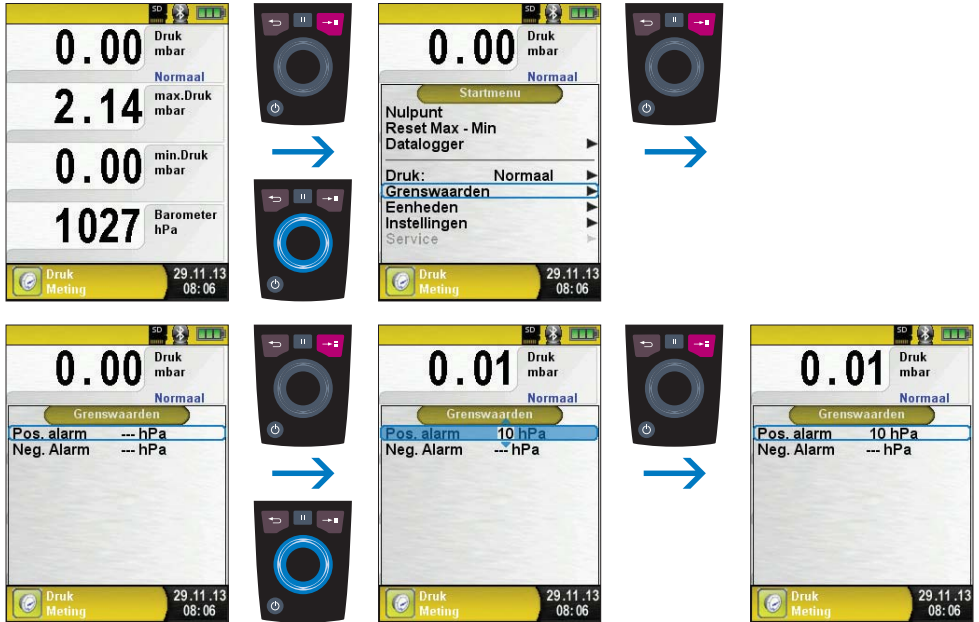 SD
0.00 Druk
mbar
Normaal
2.14 max.Druk
mbar
0.00 min.Druk
mbar
1027 Barometer
hPa
Druk 29.11.13
Meting 08:06
SD
0.00 Druk
mbar
Normaal
Startmenu
Nulpunt
Reset Max - Min
Datalogger
Druk: Normaal
Grenswaarden
Eenheden
Instellingen
Service
Druk 29.11.13
Meting 08:06
SD
0.00 Druk
mbar
Normaal
Grenswaarden
Pos. alarm --- hPa
Neg. Alarm --- hPa
Druk 29.11.13
Meting 08:06
SD
0.01 Druk
mbar
Normaal
Grenswaarden
Pos. alarm 10 hPa
Neg. Alarm --- hPa
Druk 29.11.13
Meting 08:06
SD
0.01 Druk
mbar
Normaal
Grenswaarden
Pos. alarm 10 hPa
Neg. Alarm --- hPa
Druk 29.11.13
Meting 08:06